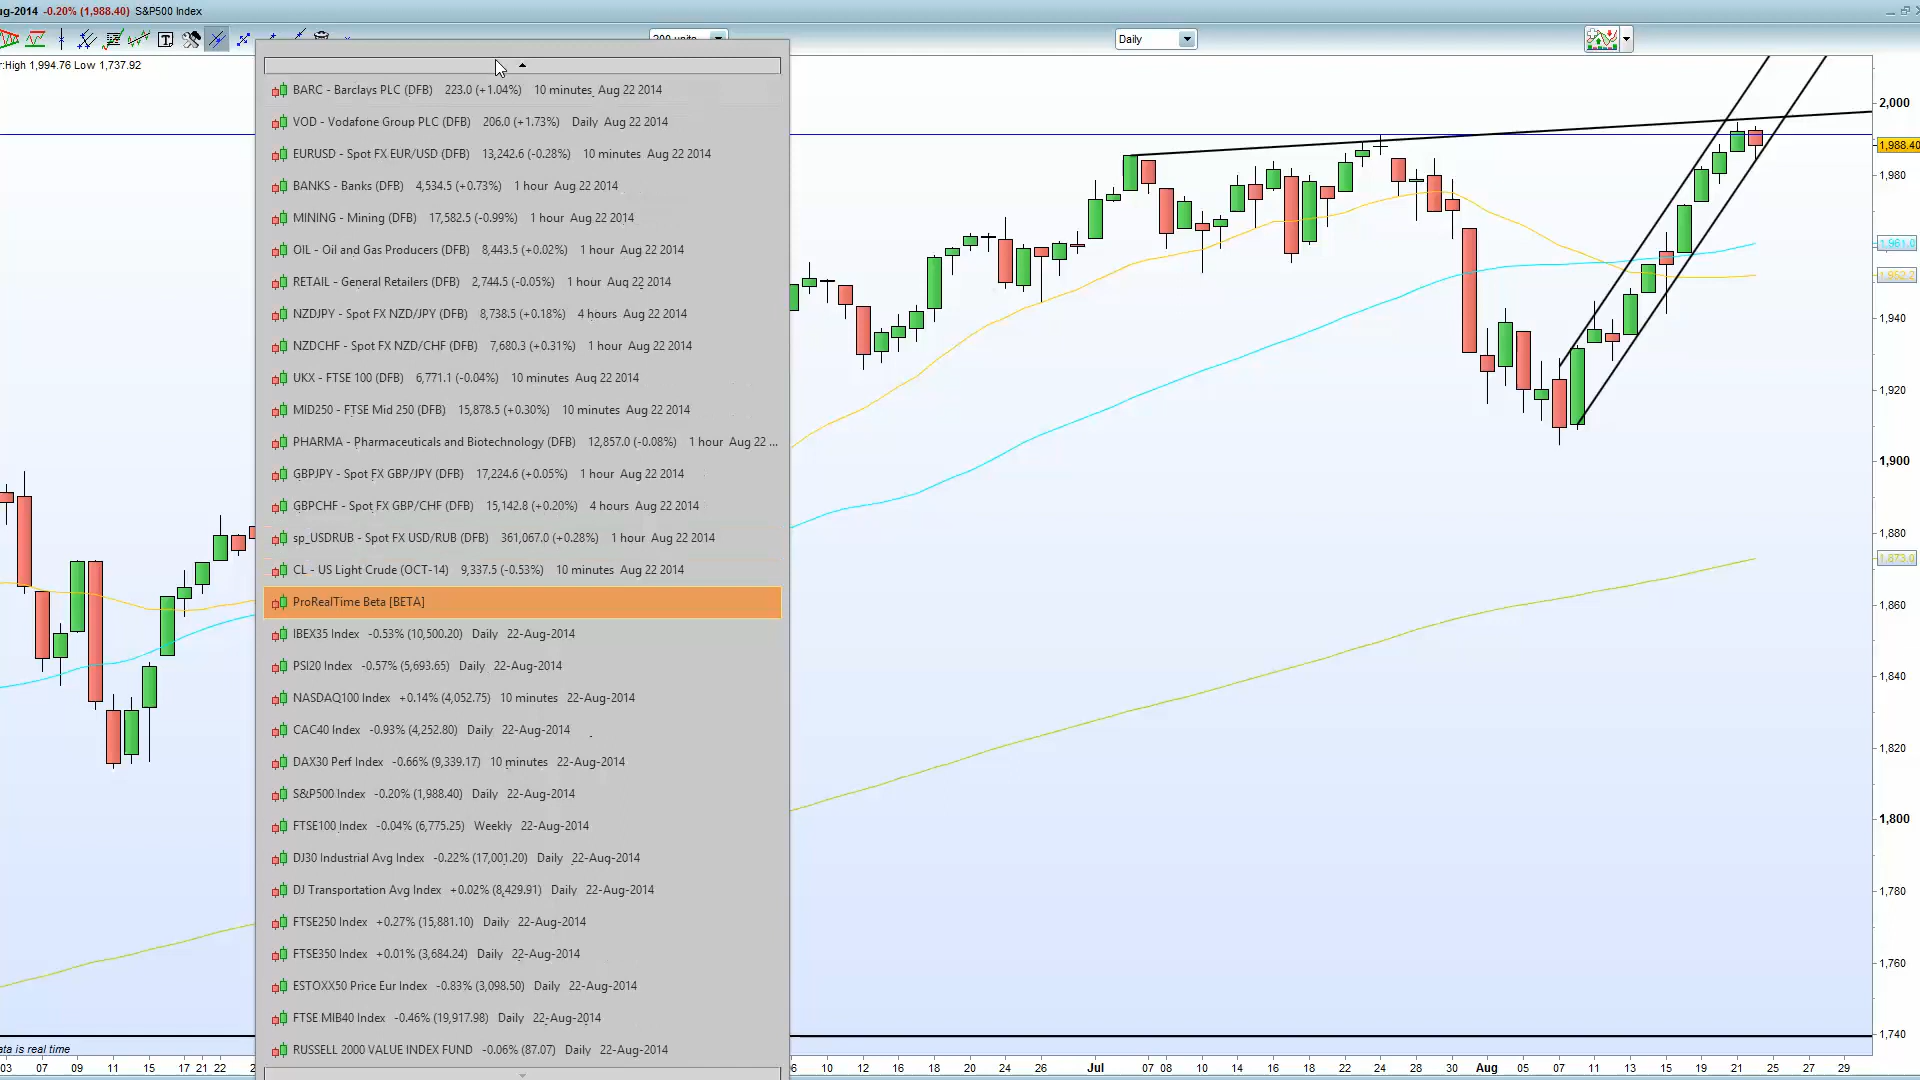 ug-2014 -0.20% (1,988.40) S&P500 Index
Daily
r:High 1,994.76 Low 1,737.92
BARC - Barclays PLC (DFB) 223.0 (+1.04%) 10 minutes Aug 22 2014
VOD - Vodafone Group PLC (DFB) 206.0 (+1.73%) Daily Aug 22 2014
EURUSD - Spot FX EUR/USD (DFB) 13,242.6 (-0.28%) 10 minutes Aug 22 2014
BANKS - Banks (DFB) 4,534.5 (+0.73%) 1 hour Aug 22 2014
MINING - Mining (DFB) 17,582.5 (-0.99%) 1 hour Aug 22 2014
OIL - Oil and Gas Producers (DFB) 8,443.5 (+0.02%) 1 hour Aug 22 2014
RETAIL - General Retailers (DFB) 2,744.5 (-0.05%) 1 hour Aug 22 2014
NZDJPY - Spot FX NZD/JPY (DFB) 8,738.5 (+0.18%) 4 hours Aug 22 2014
NZDCHF - Spot FX NZD/CHF (DFB) 7,680.3 (+0.31%) 1 hour Aug 22 2014
UKX - FTSE 100 (DFB) 6,771.1 (-0.04%) 10 minutes Aug 22 2014
MID250 - FTSE Mid 250 (DFB) 15,878.5 (+0.30%) 10 minutes Aug 22 2014
PHARMA - Pharmaceuticals and Biotechnology (DFB) 12,857.0 (-0.08%) 1 hour Aug 22 ...
GBPJPY - Spot FX GBP/JPY (DFB) 17,224.6 (+0.05%) 1 hour Aug 22 2014
GBPCHF - Spot FX GBP/CHF (DFB) 15,142.8 (+0.20%) 4 hours Aug 22 2014
sp_USDRUB - Spot FX USD/RUB (DFB) 361,067.0 (+0.28%) 1 hour Aug 22 2014
CL - US Light Crude (OCT-14) 9,337.5 (-0.53%) 10 minutes Aug 22 2014
ProRealTime Beta [BETA]
IBEX35 Index -0.53% (10,500.20) Daily 22-Aug-2014
PSI20 Index -0.57% (5,693.65) Daily 22-Aug-2014
NASDAQ100 Index +0.14% (4,052.75) 10 minutes 22-Aug-2014
CAC40 Index -0.93% (4,252.80) Daily 22-Aug-2014
DAX30 Perf Index -0.66% (9,339.17) 10 minutes 22-Aug-2014
S&P500 Index -0.20% (1,988.40) Daily 22-Aug-2014
FTSE100 Index -0.04% (6,775.25) Weekly 22-Aug-2014
DJ30 Industrial Avg Index -0.22% (17,001.20) Daily 22-Aug-2014
DJ Transportation Avg Index +0.02% (8,429.91) Daily 22-Aug-2014
FTSE250 Index +0.27% (15,881.10) Daily 22-Aug-2014
FTSE350 Index +0.01% (3,684.24) Daily 22-Aug-2014
ESTOXX50 Price Eur Index -0.83% (3,098.50) Daily 22-Aug-2014
FTSE MIB40 Index -0.46% (19,917.98) Daily 22-Aug-2014
RUSSELL 2000 VALUE INDEX FUND -0.06% (87.07) Daily 22-Aug-2014
2,000
1,988.40
1,980
1,961.0
1,952.2
1,940
1,920
1,900
1,880
1,873.0
1,860
1,840
1,820
1,800
1,780
1,760
1,740
ata is real time
03 07 09 11 15 17 21 22 10 12 16 18 20 24 26 Jul 07 08 10 14 16 18 22 24 28 30 Aug 05 07 11 13 15 19 21 25 27 29